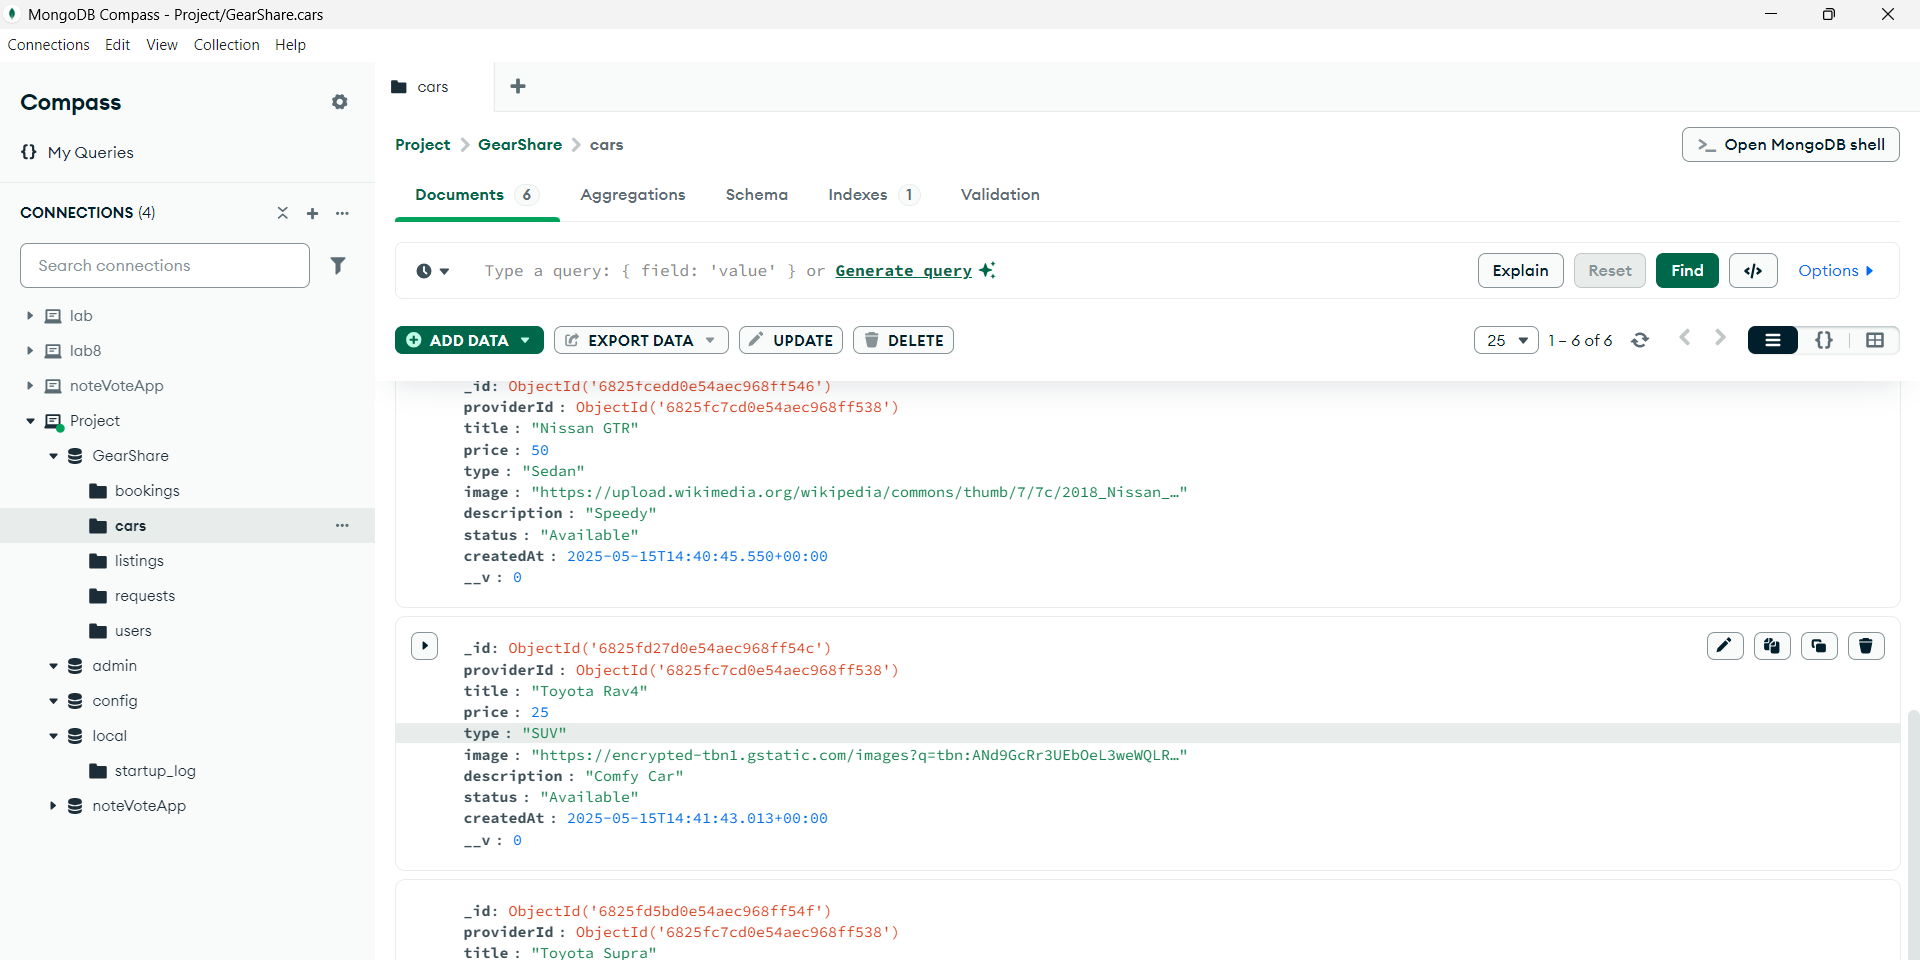 MongoDB Compass - Project/GearShare.cars
Connections Edit View Collection Help
Compass
{} My Queries
CONNECTIONS (4)
Search connections
lab
lab8
noteVoteApp
Project
GearShare
bookings
cars
listings
requests
users
admin
config
local
startup_log
noteVoteApp
cars
Project > GearShare > cars
>_ Open MongoDB shell
Documents 6 Aggregations Schema Indexes 1 Validation
Type a query: { field: 'value' } or Generate query
Explain Reset Find </> Options
ADD DATA EXPORT DATA UPDATE DELETE
25 1 – 6 of 6 {}
_id: ObjectId('6825fcedd0e54aec968ff546')
providerId : ObjectId('6825fc7cd0e54aec968ff538')
title : "Nissan GTR"
price : 50
type : "Sedan"
image : "https://upload.wikimedia.org/wikipedia/commons/thumb/7/7c/2018_Nissan_…"
description : "Speedy"
status : "Available"
createdAt : 2025-05-15T14:40:45.550+00:00
__v : 0
_id: ObjectId('6825fd27d0e54aec968ff54c')
providerId : ObjectId('6825fc7cd0e54aec968ff538')
title : "Toyota Rav4"
price : 25
type : "SUV"
image : "https://encrypted-tbn1.gstatic.com/images?q=tbn:ANd9GcRr3UEbOeL3weWQLR…"
description : "Comfy Car"
status : "Available"
createdAt : 2025-05-15T14:41:43.013+00:00
__v : 0
_id: ObjectId('6825fd5bd0e54aec968ff54f')
providerId : ObjectId('6825fc7cd0e54aec968ff538')
title : "Toyota Supra"